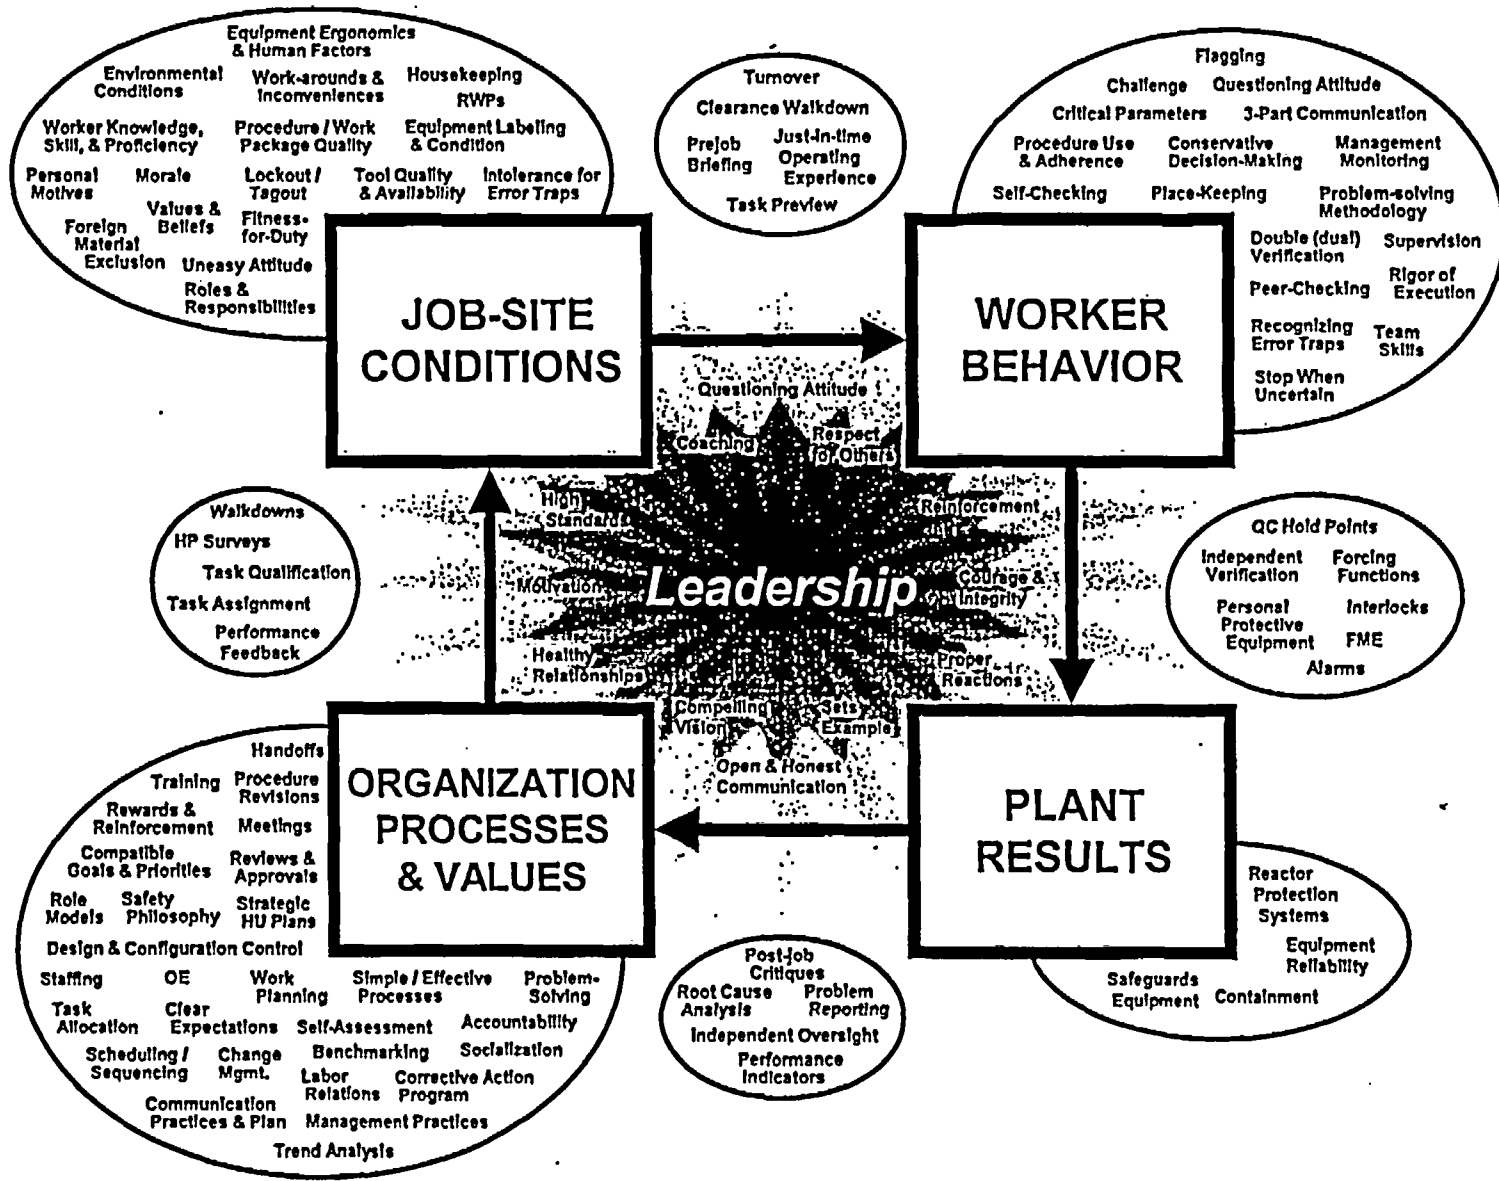 Equipment Ergonomics
& Human Factors
Environmental
Conditions
Work-arounds &
Inconveniences
Housekeeping
RWPs
Worker Knowledge,
Skill, & Proficiency
Procedure / Work
Package Quality
Equipment Labeling
& Condition
Personal
Motives
Morale
Lockout /
Tagout
Tool Quality
& Availability
Intolerance for
Error Traps
Foreign
Material
Exclusion
Values &
Beliefs
Fitness-
for-Duty
Uneasy Attitude
Roles &
Responsibilities
JOB-SITE
CONDITIONS
Turnover
Clearance Walkdown
Prejob
Briefing
Just-in-time
Operating
Experience
Task Preview
Flagging
Challenge
Questioning Attitude
Critical Parameters
3-Part Communication
Procedure Use
& Adherence
Conservative
Decision-Making
Management
Monitoring
Self-Checking
Place-Keeping
Problem-solving
Methodology
Double (dual)
Verification
Supervision
Peer-Checking
Rigor of
Execution
Recognizing
Error Traps
Team
Skills
Stop When
Uncertain
WORKER
BEHAVIOR
Questioning Attitude
Coaching
Respect
for Others
High
Standards
Reinforcement
Motivation
Leadership
Courage &
Integrity
Healthy
Relationships
Proper
Reactions
Compelling
Vision
Sets
Example
Open & Honest
Communication
Walkdowns
HP Surveys
Task Qualification
Task Assignment
Performance
Feedback
QC Hold Points
Independent
Verification
Forcing
Functions
Personal
Protective
Equipment
Interlocks
FME
Alarms
ORGANIZATION
PROCESSES
& VALUES
Handoffs
Training
Procedure
Revisions
Rewards &
Reinforcement
Meetings
Compatible
Goals & Priorities
Reviews &
Approvals
Role
Models
Safety
Philosophy
Strategic
HU Plans
Design & Configuration Control
Staffing
OE
Work
Planning
Simple / Effective
Processes
Problem-
Solving
Task
Allocation
Clear
Expectations
Self-Assessment
Accountability
Scheduling /
Sequencing
Change
Mgmt.
Benchmarking
Socialization
Labor
Relations
Corrective Action
Program
Communication
Practices & Plan
Management Practices
Trend Analysis
Post-job
Critiques
Root Cause
Analysis
Problem
Reporting
Independent Oversight
Performance
Indicators
PLANT
RESULTS
Reactor
Protection
Systems
Equipment
Reliability
Safeguards
Equipment
Containment